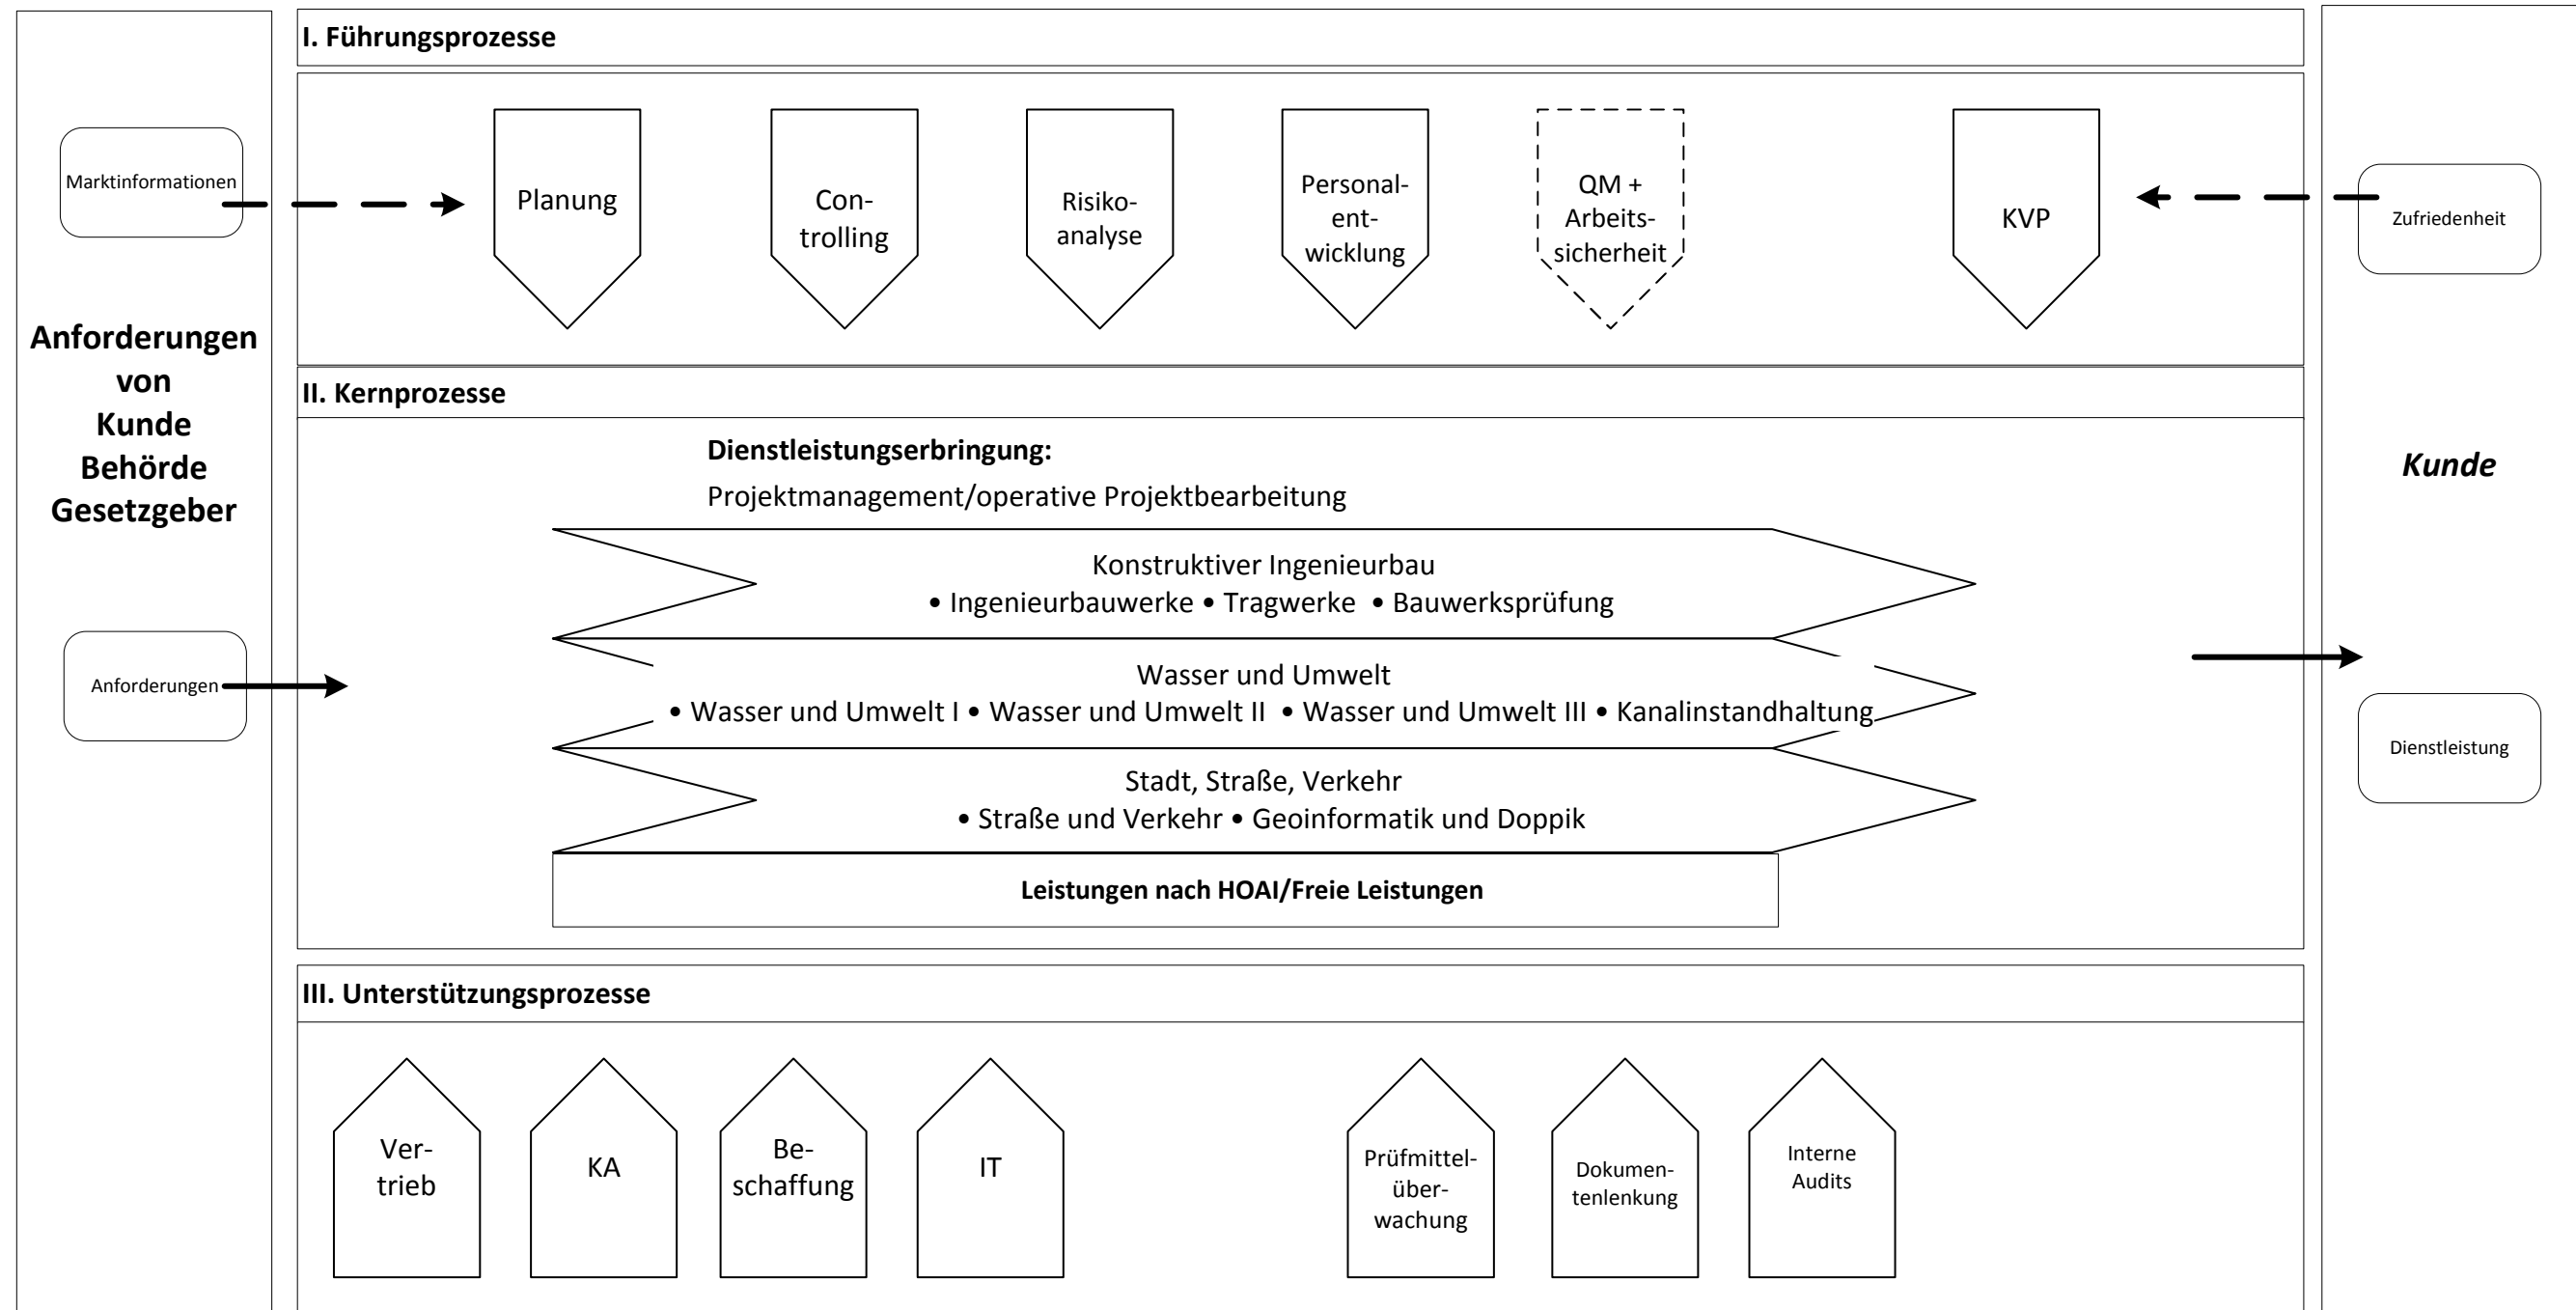 I. Führungsprozesse
Marktinformationen
Planung
Con-
trolling
Risiko-
analyse
Personal-
ent-
wicklung
QM +
Arbeits-
sicherheit
KVP
Zufriedenheit
Anforderungen
von
Kunde
Behörde
Gesetzgeber
II. Kernprozesse
Dienstleistungserbringung:
Projektmanagement/operative Projektbearbeitung
Kunde
Konstruktiver Ingenieurbau
• Ingenieurbauwerke • Tragwerke • Bauwerksprüfung
Anforderungen
Wasser und Umwelt
• Wasser und Umwelt I • Wasser und Umwelt II • Wasser und Umwelt III • Kanalinstandhaltung
Dienstleistung
Stadt, Straße, Verkehr
• Straße und Verkehr • Geoinformatik und Doppik
Leistungen nach HOAI/Freie Leistungen
III. Unterstützungsprozesse
Ver-
trieb
KA
Be-
schaffung
IT
Prüfmittel-
über-
wachung
Dokumen-
tenlenkung
Interne
Audits